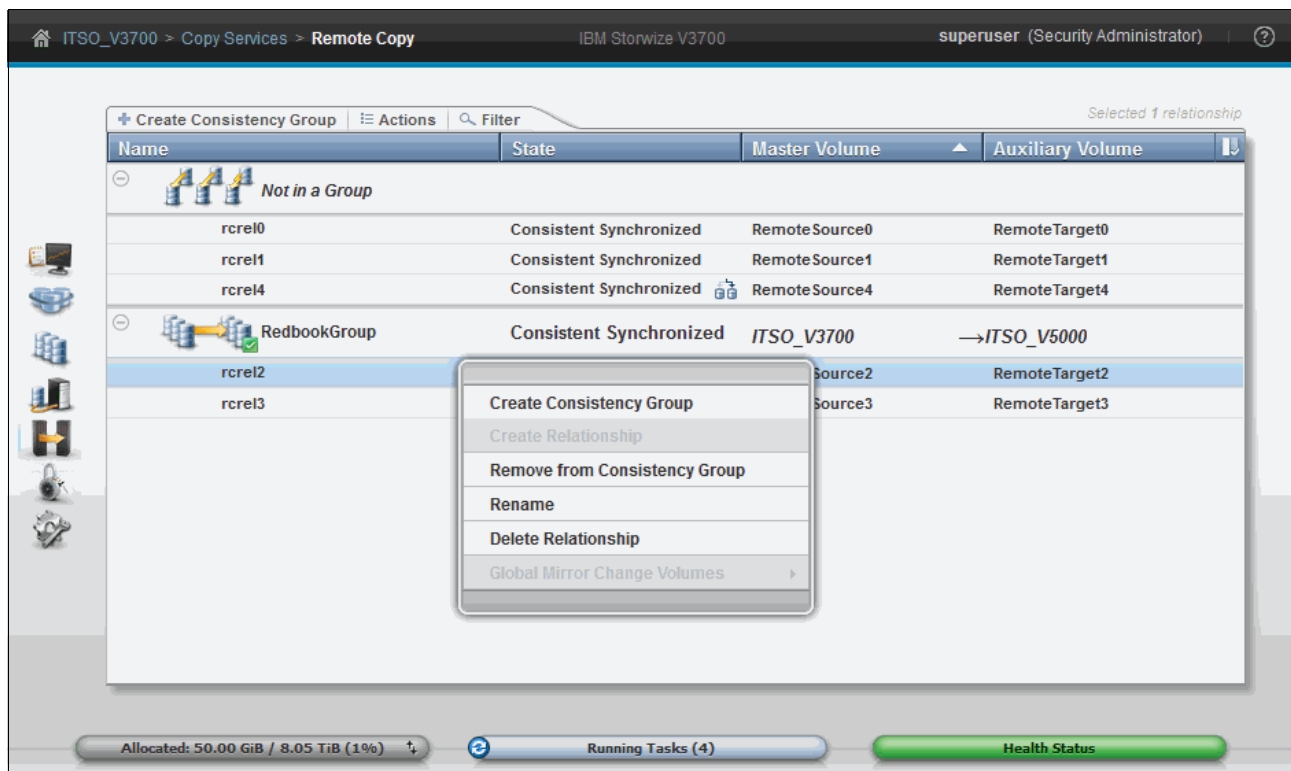 ITSO_V3700 > Copy Services > Remote Copy IBM Storwize V3700 superuser (Security Administrator) ?
Selected 1 relationship
Create Consistency Group Actions Filter
Name State Master Volume Auxiliary Volume
Not in a Group
rcrel0 Consistent Synchronized RemoteSource0 RemoteTarget0
rcrel1 Consistent Synchronized RemoteSource1 RemoteTarget1
rcrel4 Consistent Synchronized RemoteSource4 RemoteTarget4
RedbookGroup Consistent Synchronized ITSO_V3700 →ITSO_V5000
rcrel2 Source2 RemoteTarget2
rcrel3 Source3 RemoteTarget3
Create Consistency Group
Create Relationship
Remove from Consistency Group
Rename
Delete Relationship
Global Mirror Change Volumes
Allocated: 50.00 GiB / 8.05 TiB (1%) Running Tasks (4) Health Status